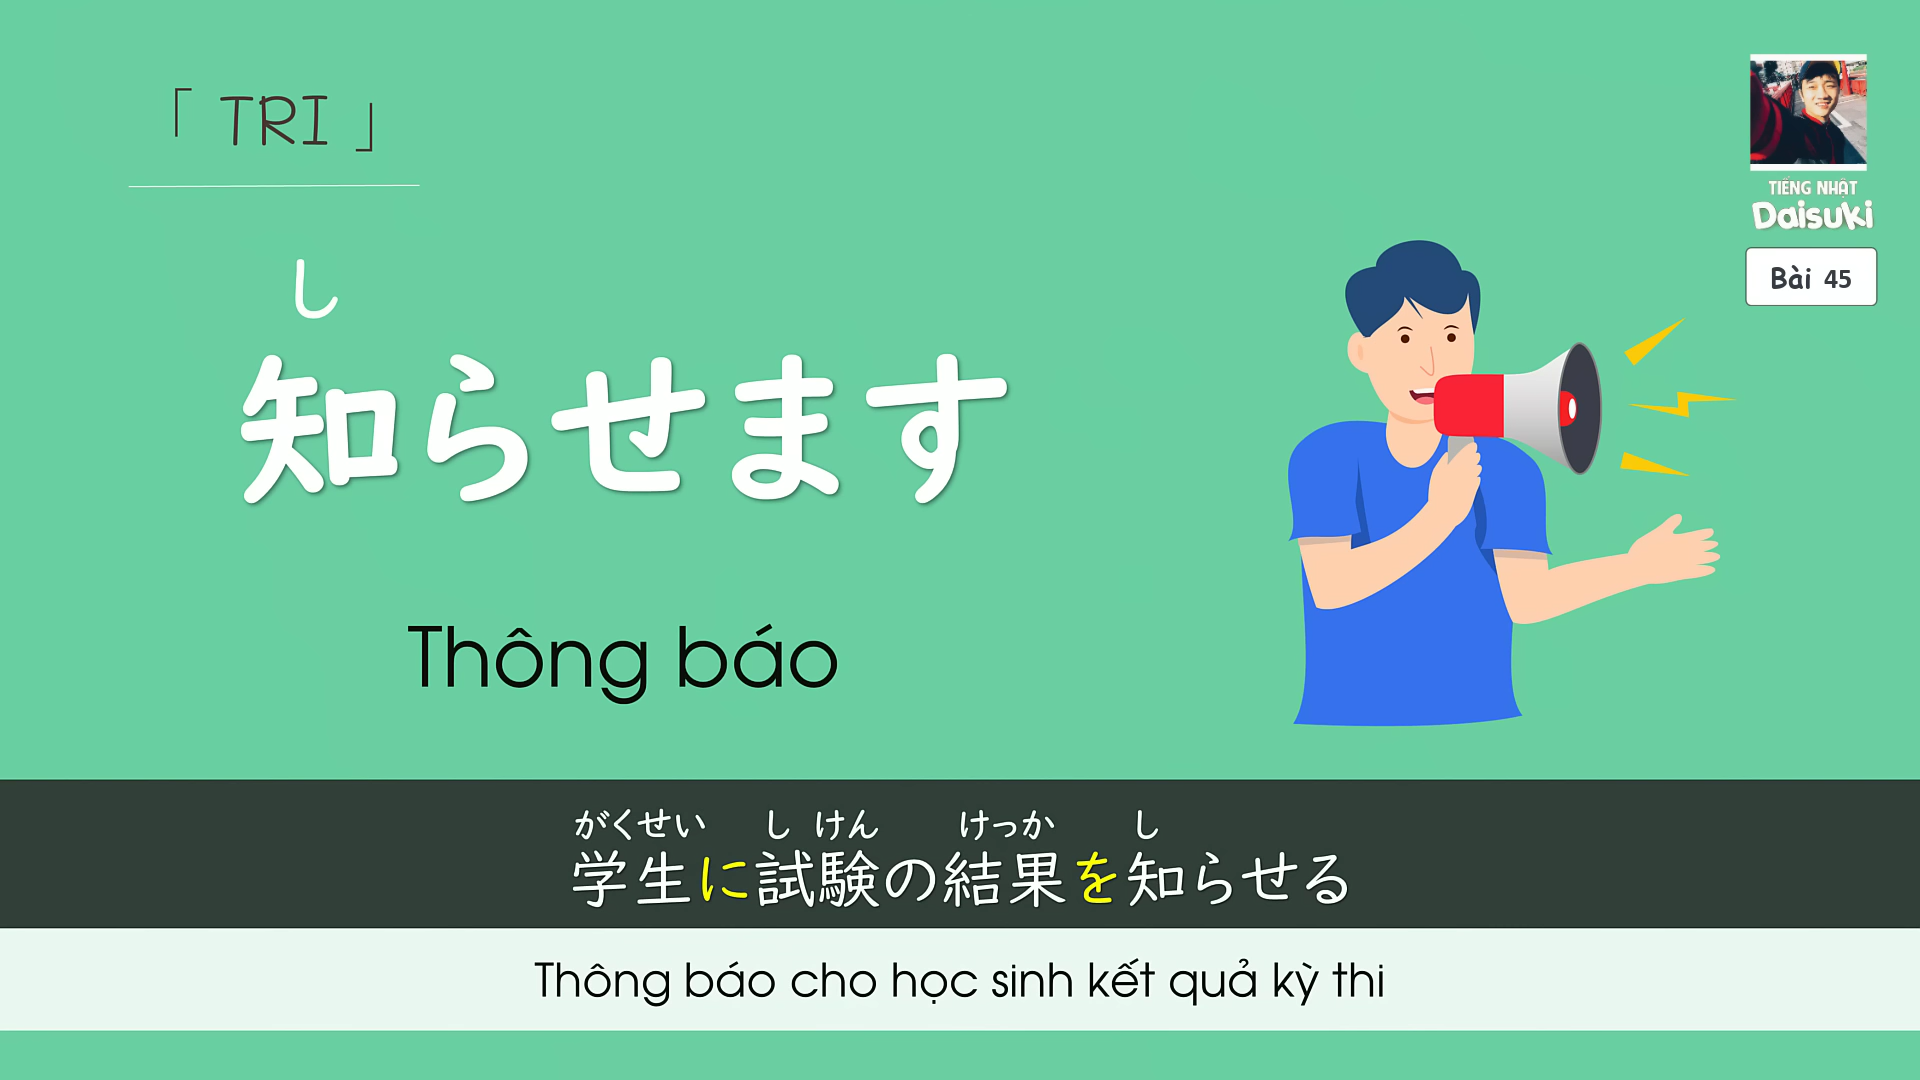 「 TRI 」
TIẾNG NHẬT
Daisuki
Bài 45
し
知らせます
Thông báo
がくせい しけん けっか し
学生に試験の結果を知らせる
Thông báo cho học sinh kết quả kỳ thi